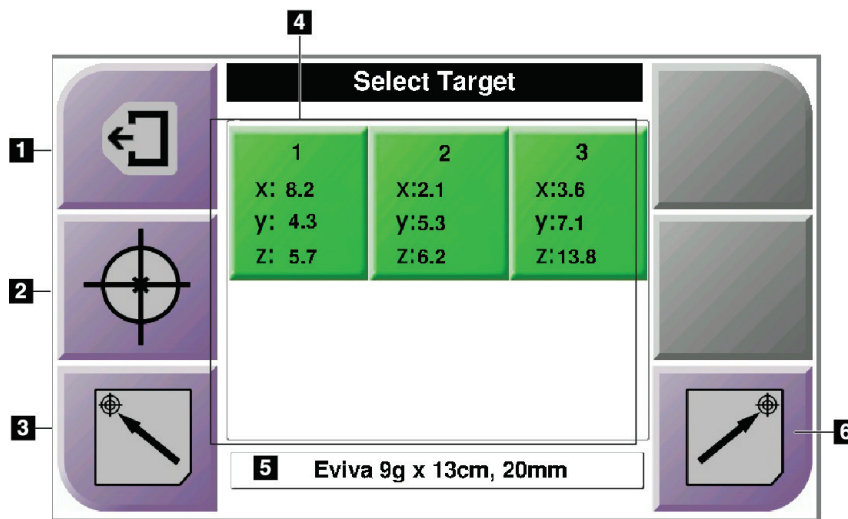 4
Select Target
1
1 2 3
x: 8.2 x:2.1 x:3.6
y: 4.3 y:5.3 y:7.1
z: 5.7 z:6.2 z:13.8
2
3
6
5 Eviva 9g x 13cm, 20mm